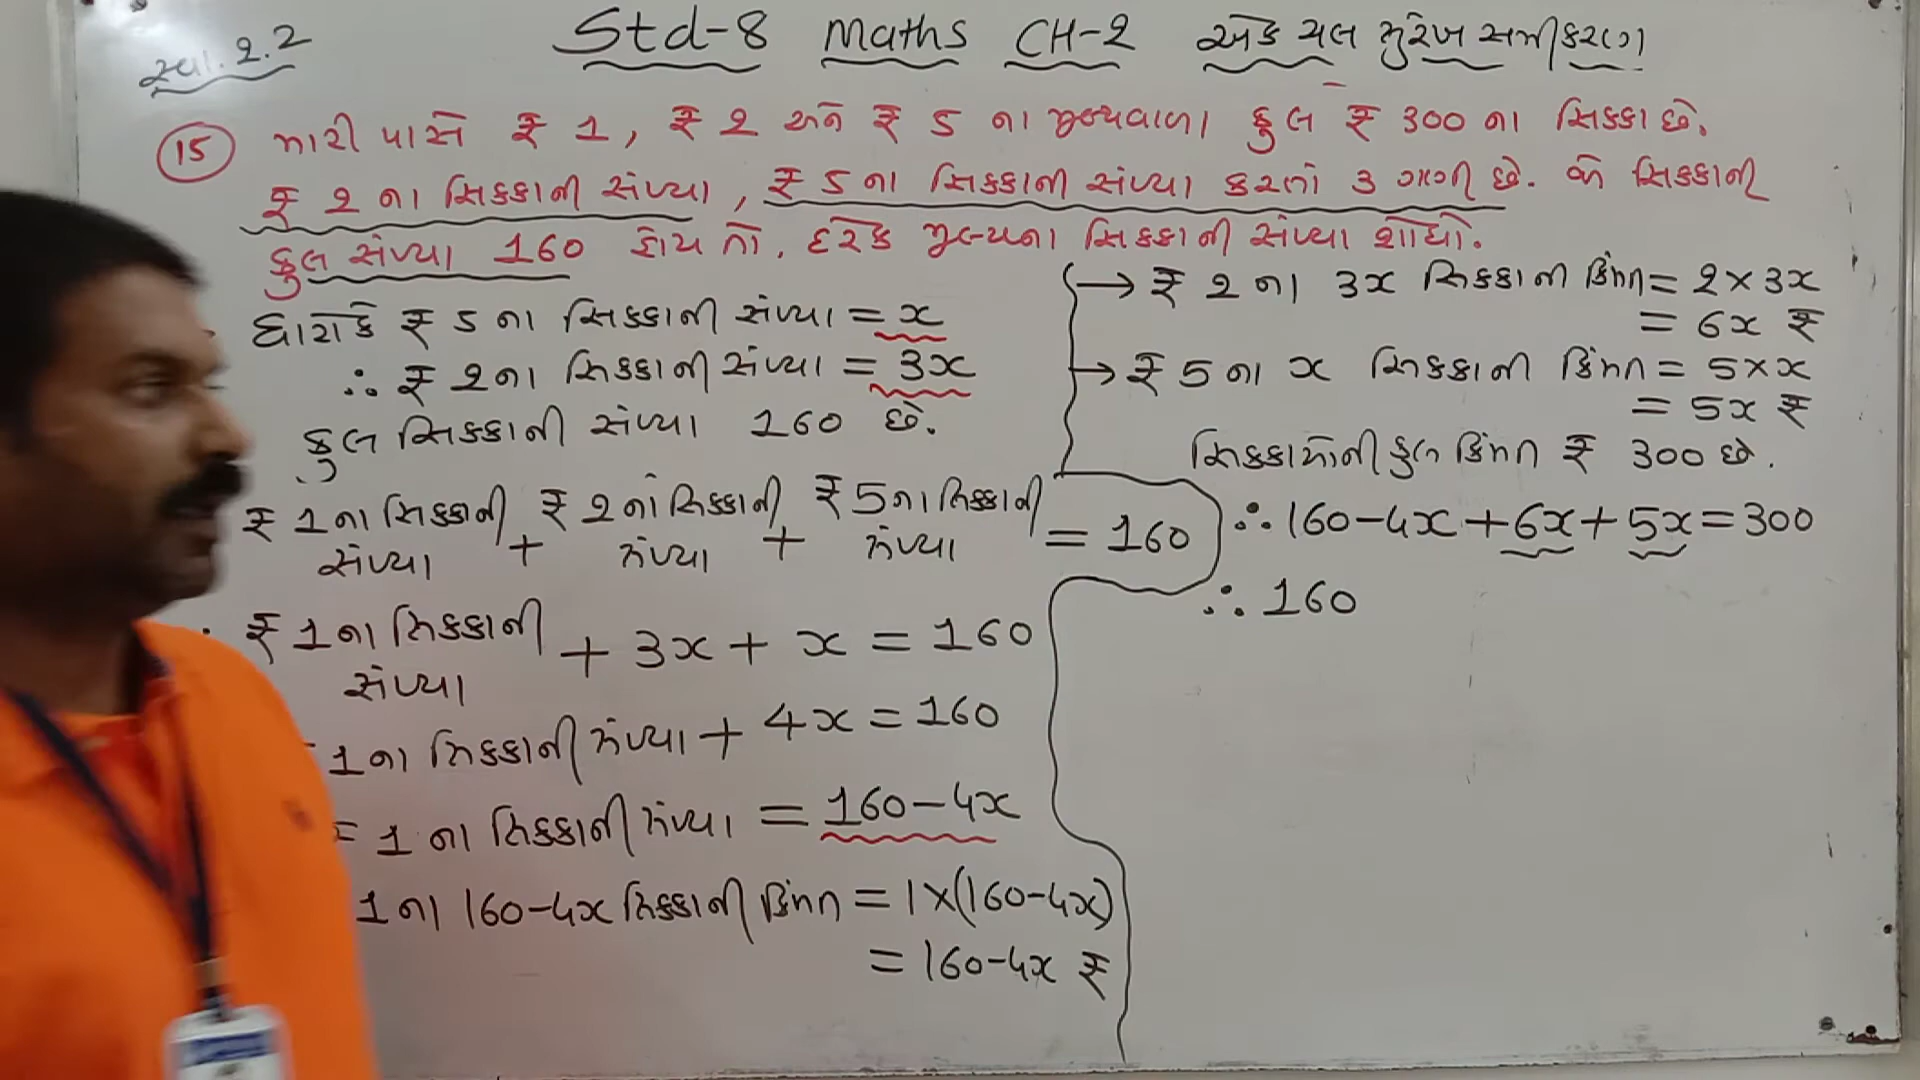 સ્વા. 2.2
Std-8 Maths CH-2 એક ચલ સુરેખ સમીકરણ
15 મારી પાસે ₹ 1, ₹ 2 અને ₹ 5 ના મૂલ્યવાળા કુલ ₹ 300 ના સિક્કા છે.
₹ 2 ના સિક્કાની સંખ્યા, ₹ 5 ના સિક્કાની સંખ્યા કરતાં 3 ગણી છે. જો સિક્કાની
કુલ સંખ્યા 160 હોય તો, દરેક મૂલ્યના સિક્કાની સંખ્યા શોધો.
ધારો કે ₹ 5 ના સિક્કાની સંખ્યા = x
∴ ₹ 2 ના સિક્કાની સંખ્યા = 3x
કુલ સિક્કાની સંખ્યા 160 છે.
₹ 1 ના સિક્કાની સંખ્યા + ₹ 2 નાં સિક્કાની સંખ્યા + ₹ 5 ના સિક્કાની સંખ્યા = 160
₹ 1 ના સિક્કાની સંખ્યા + 3x + x = 160
1 ના સિક્કાની સંખ્યા + 4x = 160
₹ 1 ના સિક્કાની સંખ્યા = 160-4x
1 ના 160-4x સિક્કાની કિંમત = 1×(160-4x)
= 160-4x ₹
→ ₹ 2 ના 3x સિક્કાની કિંમત = 2×3x
= 6x ₹
→ ₹ 5 ના x સિક્કાની કિંમત = 5×x
= 5x ₹
સિક્કાઓની કુલ કિંમત ₹ 300 છે.
∴ 160-4x+6x+5x=300
∴ 160